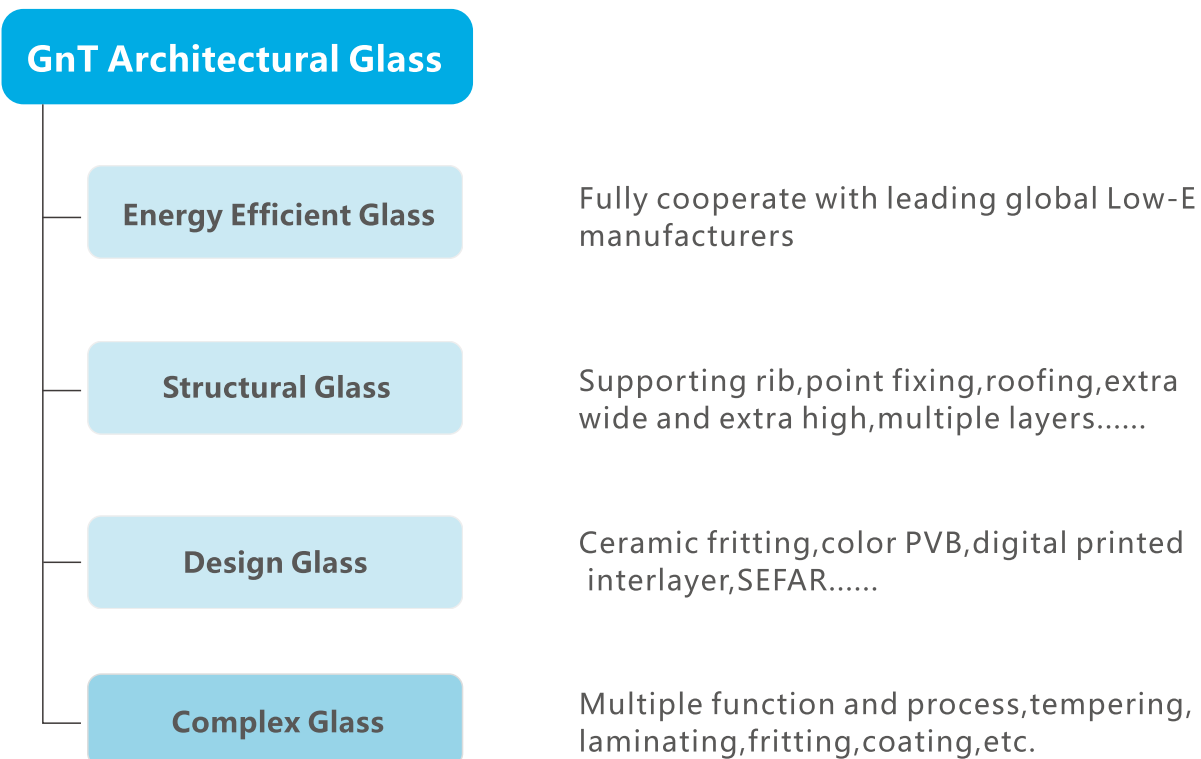 GnT Architectural Glass
Energy Efficient Glass
Fully cooperate with leading global Low-E
manufacturers
Structural Glass
Supporting rib,point fixing,roofing,extra
wide and extra high,multiple layers......
Design Glass
Ceramic fritting,color PVB,digital printed
interlayer,SEFAR......
Complex Glass
Multiple function and process,tempering,
laminating,fritting,coating,etc.